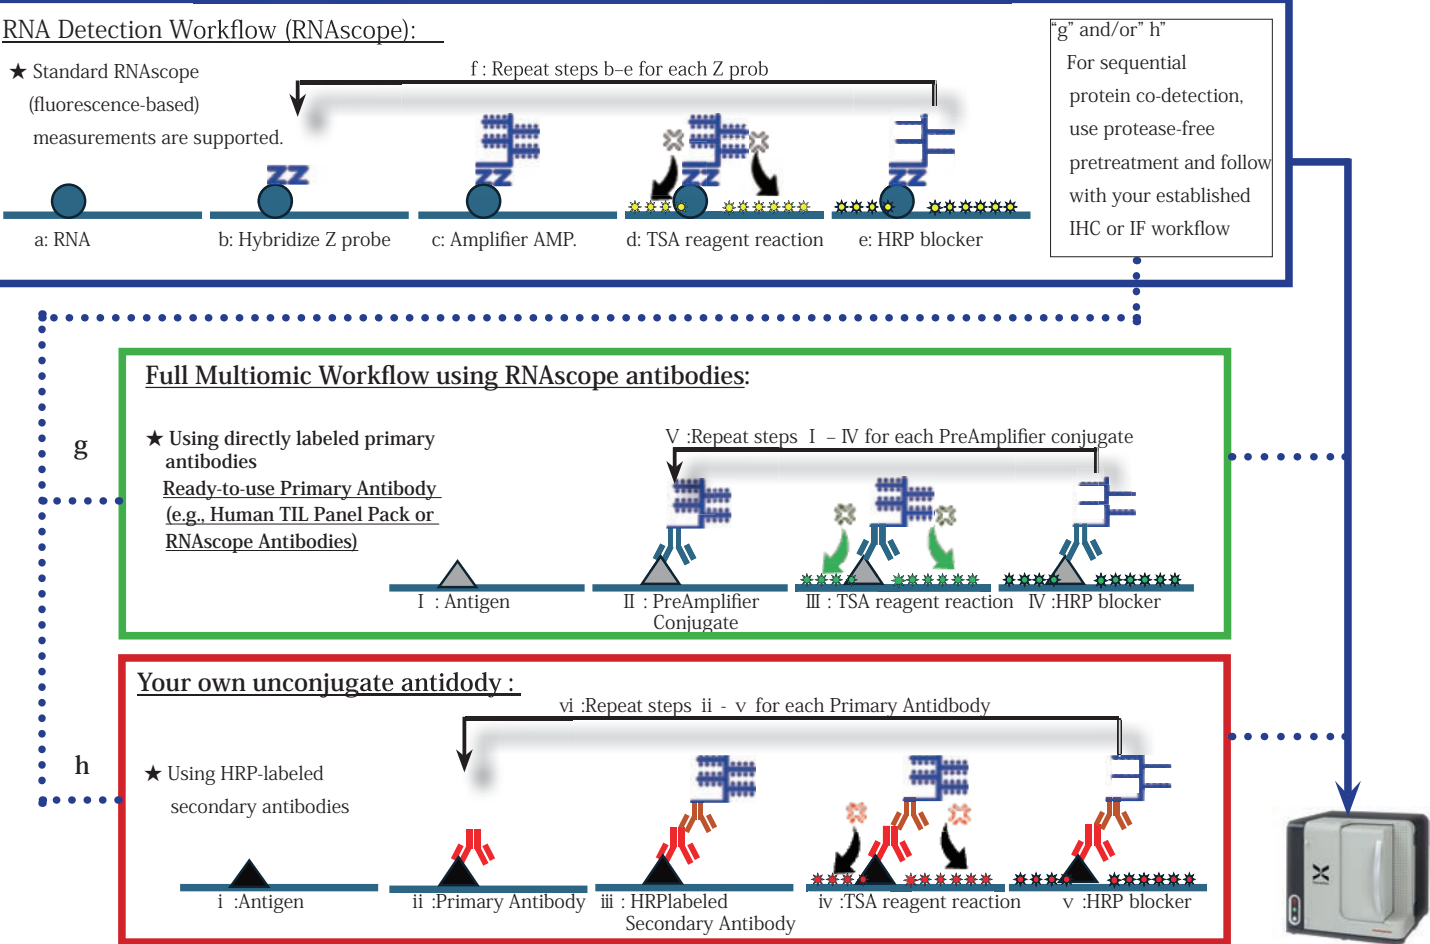 RNA Detection Workflow (RNAscope):
★ Standard RNAscope
(fluorescence-based)
measurements are supported.
f : Repeat steps b–e for each Z prob
a: RNA
b: Hybridize Z probe
c: Amplifier AMP.
d: TSA reagent reaction
e: HRP blocker
"g" and/or" h"
For sequential
protein co-detection,
use protease-free
pretreatment and follow
with your established
IHC or IF workflow
g
Full Multiomic Workflow using RNAscope antibodies:
★ Using directly labeled primary
antibodies
Ready-to-use Primary Antibody
(e.g., Human TIL Panel Pack or
RNAscope Antibodies)
Ⅴ :Repeat steps Ⅰ – Ⅳ for each PreAmplifier conjugate
Ⅰ : Antigen
Ⅱ : PreAmplifier
Conjugate
Ⅲ : TSA reagent reaction
Ⅳ :HRP blocker
h
Your own unconjugate antidody :
★ Using HRP-labeled
secondary antibodies
ⅵ :Repeat steps ⅱ - ⅴ for each Primary Antidbody
ⅰ :Antigen
ⅱ :Primary Antibody
ⅲ : HRPlabeled
Secondary Antibody
ⅳ :TSA reagent reaction
ⅴ :HRP blocker